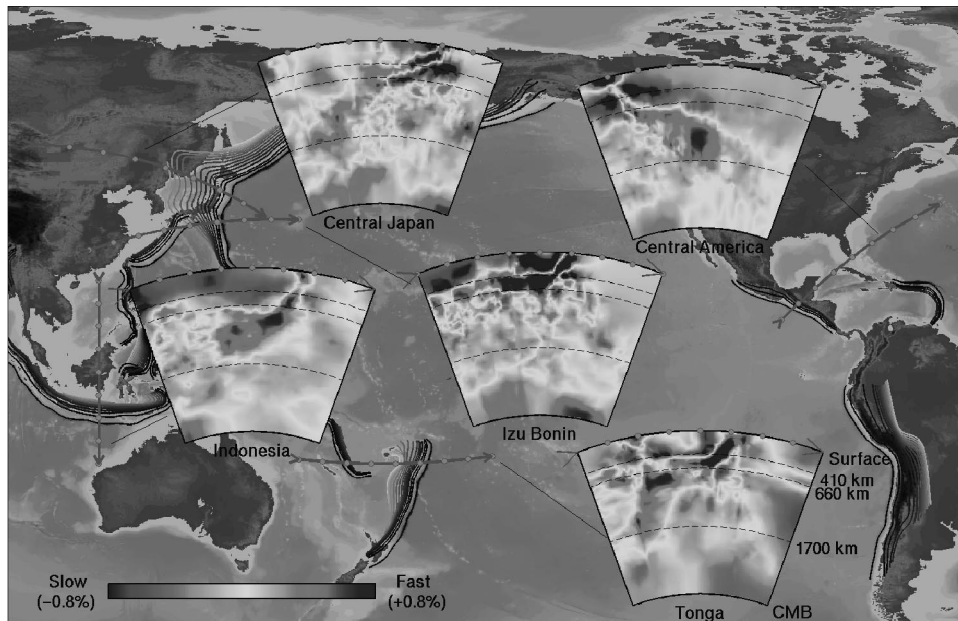 Central Japan
Central America
Indonesia
Izu Bonin
Surface
410 km
660 km
1700 km
Slow
(−0.8%)
Fast
(+0.8%)
Tonga
CMB